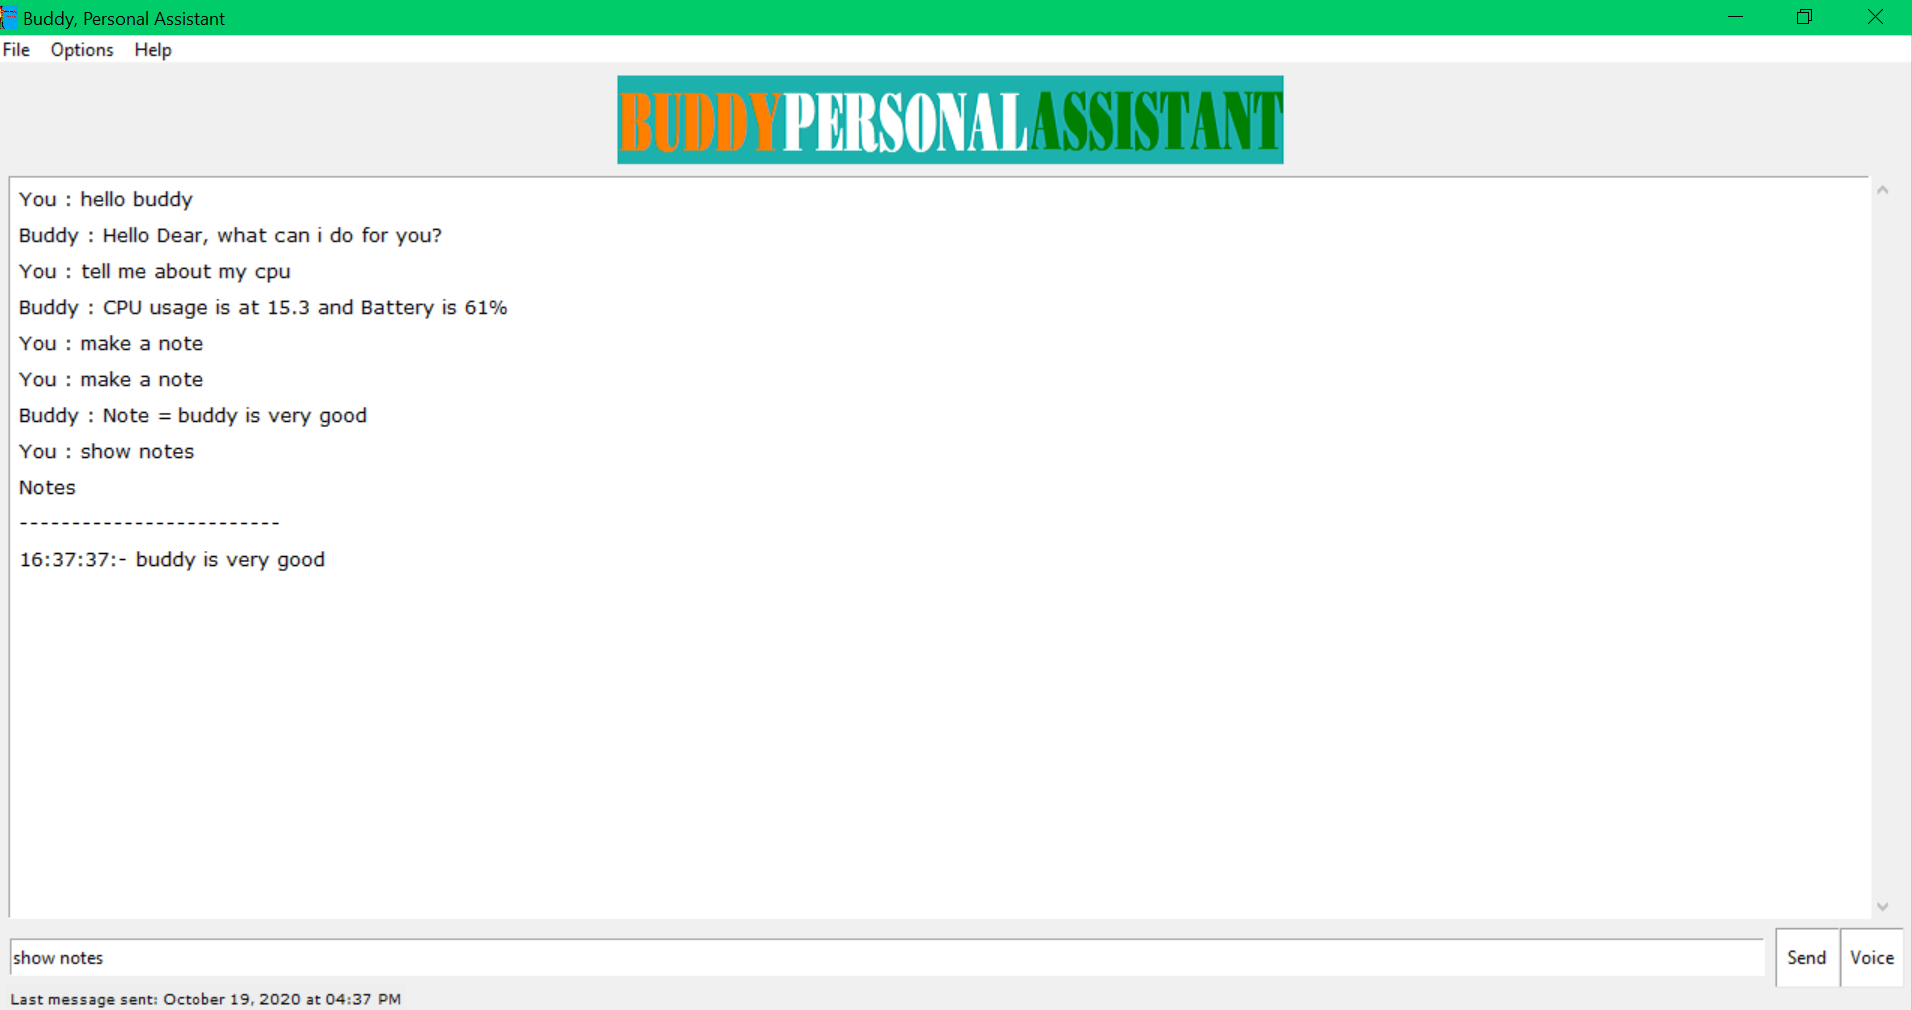 Buddy, Personal Assistant
File Options Help
BUDDYPERSONALASSISTANT
You : hello buddy
Buddy : Hello Dear, what can i do for you?
You : tell me about my cpu
Buddy : CPU usage is at 15.3 and Battery is 61%
You : make a note
You : make a note
Buddy : Note = buddy is very good
You : show notes
Notes
--------------------------
16:37:37:- buddy is very good
show notes
Send Voice
Last message sent: October 19, 2020 at 04:37 PM